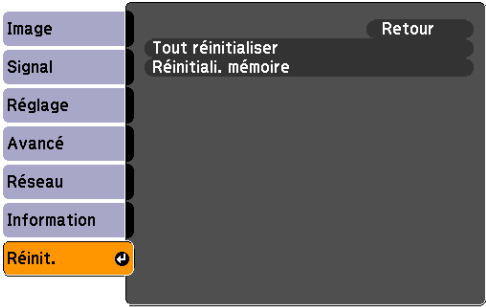 Image
Signal
Réglage
Avancé
Réseau
Information
Réinit.
Retour
Tout réinitialiser
Réinitiali. mémoire